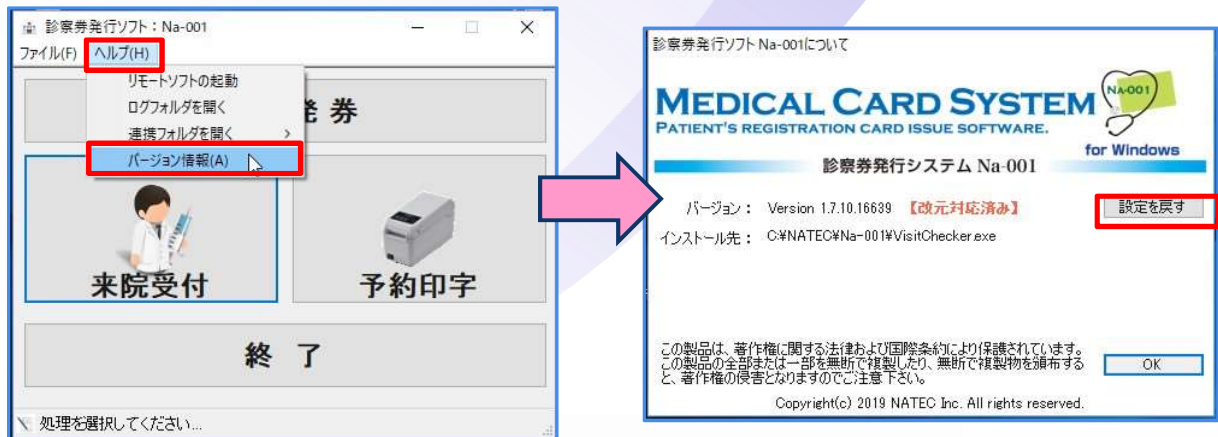 診察券発行ソフト：Na-001
ファイル(F) ヘルプ(H)
リモートソフトの起動
ログフォルダを開く
連携フォルダを開く >
バージョン情報(A)
券
来院受付
予約印字
終 了
処理を選択してください...
診察券発行ソフト Na-001について
MEDICAL CARD SYSTEM
NA-001
PATIENT'S REGISTRATION CARD ISSUE SOFTWARE.
for Windows
診察券発行システム Na-001
バージョン： Version 1.7.10.16639 【改元対応済み】
設定を戻す
インストール先： C:¥NATEC¥Na-001¥VisitChecker.exe
この製品は、著作権に関する法律および国際条約により保護されています。
この製品の全部または一部を無断で複製したり、無断で複製物を頒布する
と、著作権の侵害となりますのでご注意下さい。
OK
Copyright(c) 2019 NATEC Inc. All rights reserved.